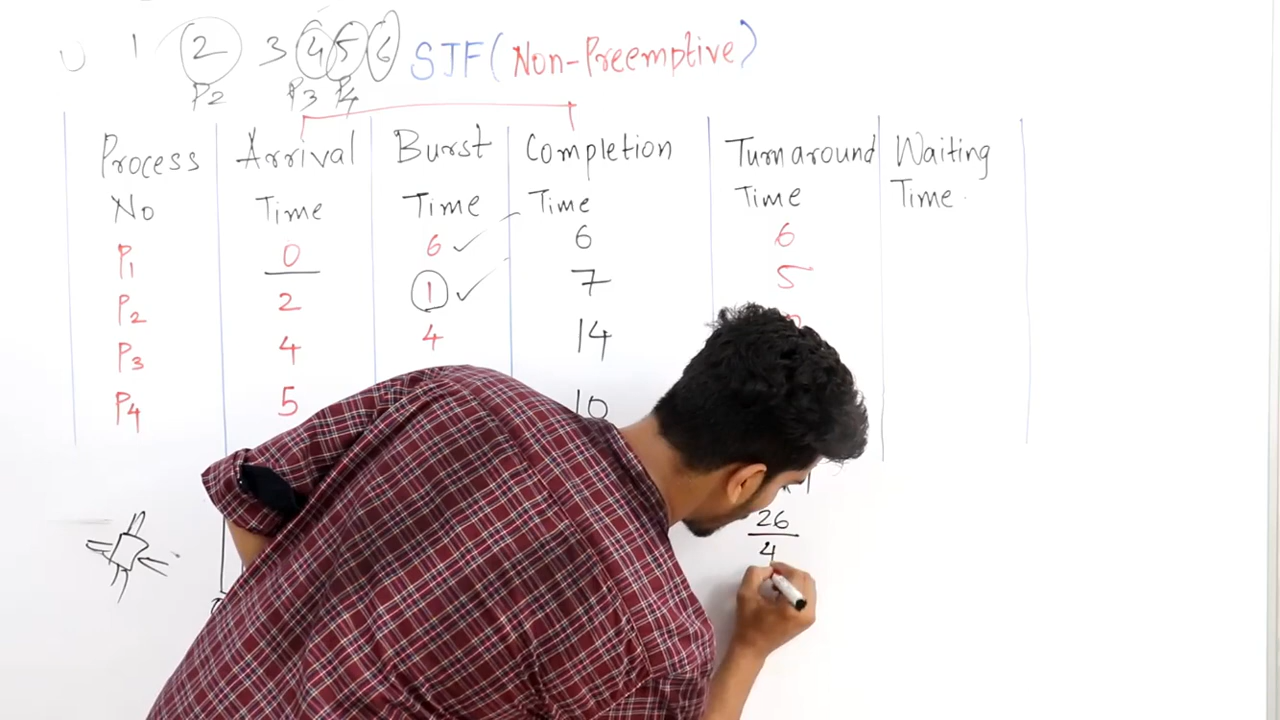 1 2 3 4 5 6 SJF (Non-Preemptive)
P2 P3 P4
Process No Arrival Time Burst Time Completion Time Turnaround Time Waiting Time
P1 0 6 6 6
P2 2 1 7 5
P3 4 4 14
P4 5 10
26
4